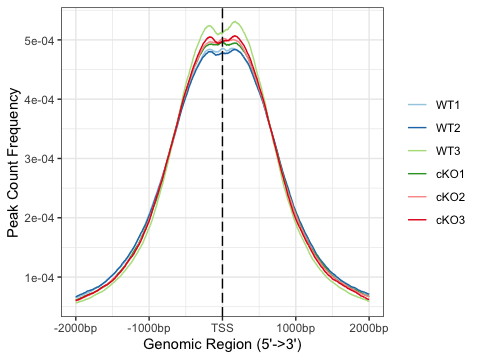 5e-04
4e-04
3e-04
2e-04
1e-04
Peak Count Frequency
-2000bp
-1000bp
TSS
1000bp
2000bp
Genomic Region (5'->3')
WT1
WT2
WT3
cKO1
cKO2
cKO3